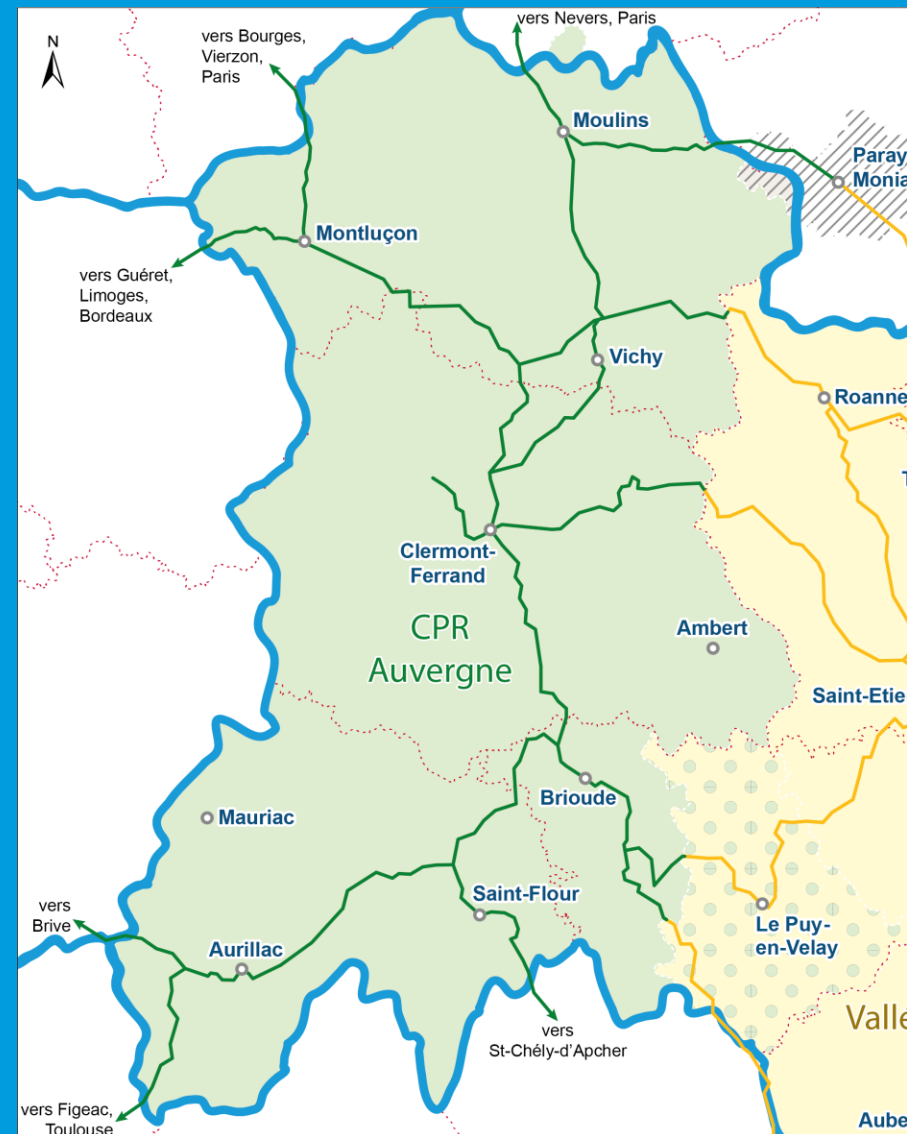 N
vers Bourges,
Vierzon,
Paris
vers Nevers, Paris
Moulins
Paray
Monia
Montluçon
vers Guéret,
Limoges,
Bordeaux
Vichy
Roanne
T
Clermont-
Ferrand
CPR
Auvergne
Ambert
Saint-Etie
Brioude
Mauriac
Saint-Flour
vers
Brive
Aurillac
Le Puy-
en-Velay
Vallé
vers
St-Chély-d'Apcher
vers Figeac,
Toulouse
Aube